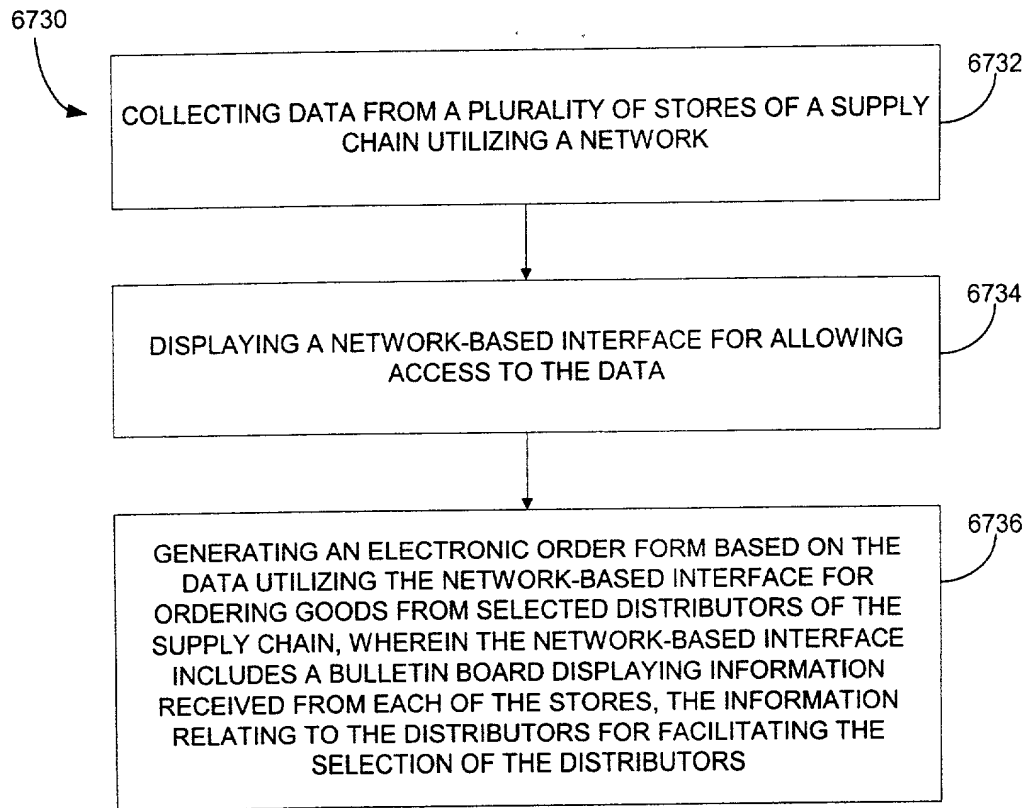 6730
6732
COLLECTING DATA FROM A PLURALITY OF STORES OF A SUPPLY
CHAIN UTILIZING A NETWORK
6734
DISPLAYING A NETWORK-BASED INTERFACE FOR ALLOWING
ACCESS TO THE DATA
6736
GENERATING AN ELECTRONIC ORDER FORM BASED ON THE
DATA UTILIZING THE NETWORK-BASED INTERFACE FOR
ORDERING GOODS FROM SELECTED DISTRIBUTORS OF THE
SUPPLY CHAIN, WHEREIN THE NETWORK-BASED INTERFACE
INCLUDES A BULLETIN BOARD DISPLAYING INFORMATION
RECEIVED FROM EACH OF THE STORES, THE INFORMATION
RELATING TO THE DISTRIBUTORS FOR FACILITATING THE
SELECTION OF THE DISTRIBUTORS